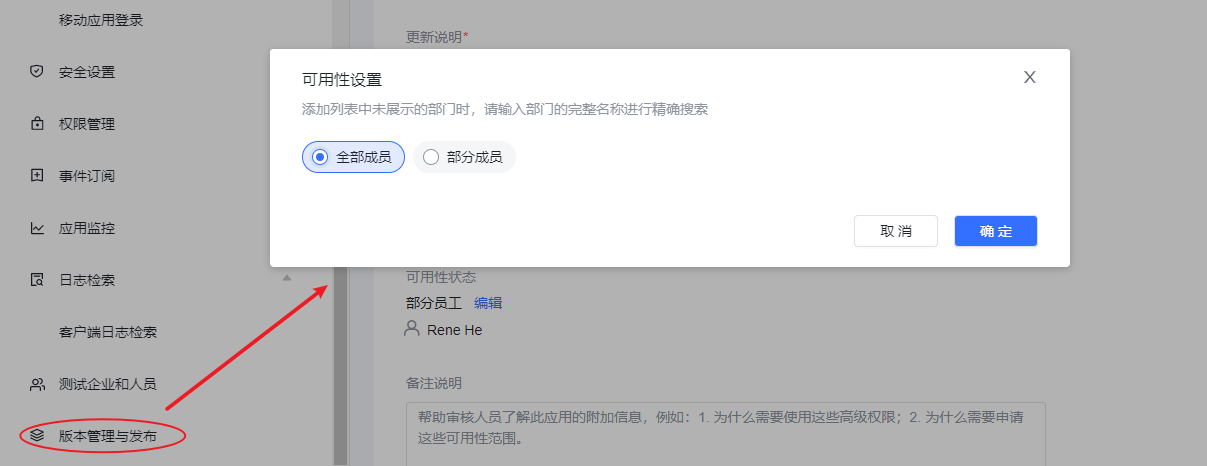 移动应用登录
安全设置
权限管理
事件订阅
应用监控
日志检索
客户端日志检索
测试企业和人员
版本管理与发布
更新说明*
可用性设置
X
添加列表中未展示的部门时，请输入部门的完整名称进行精确搜索
全部成员 部分成员
取消 确定
可用性状态
部分员工 编辑
Rene He
备注说明
帮助审核人员了解此应用的附加信息，例如：1. 为什么需要使用这些高级权限；2. 为什么需要申请
这些可用性范围。